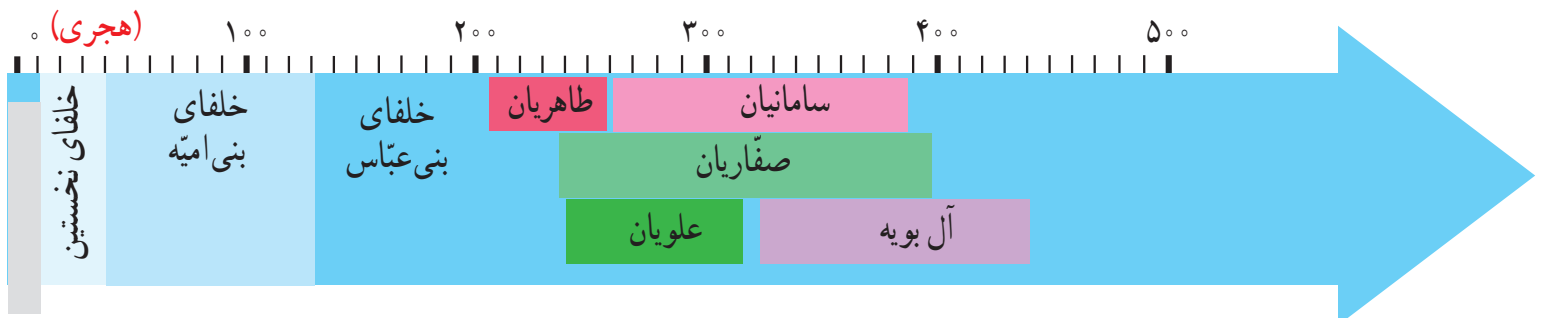 ۰ (هجری) ۱۰۰ ۲۰۰ ۳۰۰ ۴۰۰ ۵۰۰
خلفای نخستین
خلفای
بنی‌امیّه
خلفای
بنی‌عبّاس
طاهریان
سامانیان
صفّاریان
علویان
آل بویه